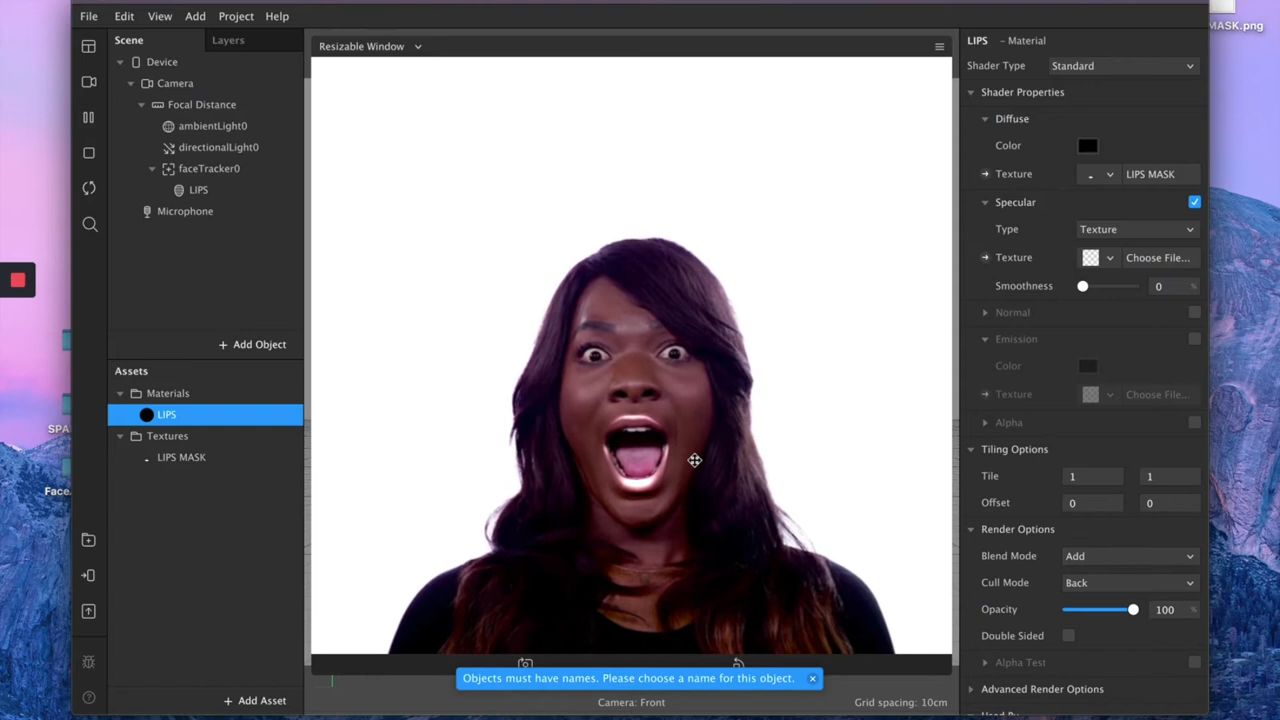 File Edit View Add Project Help
MASK.png
Scene Layers
Device
Camera
Focal Distance
ambientLight0
directionalLight0
faceTracker0
LIPS
Microphone
+ Add Object
Assets
Materials
LIPS
Textures
LIPS MASK
+ Add Asset
SPA
Face
Resizable Window
Objects must have names. Please choose a name for this object.
Camera: Front
Grid spacing: 10cm
LIPS – Material
Shader Type Standard
Shader Properties
Diffuse
Color
Texture LIPS MASK
Specular
Type Texture
Texture Choose File...
Smoothness 0 %
Normal
Emission
Color
Texture Choose File...
Alpha
Tiling Options
Tile 1 1
Offset 0 0
Render Options
Blend Mode Add
Cull Mode Back
Opacity 100 %
Double Sided
Alpha Test
Advanced Render Options
Used By